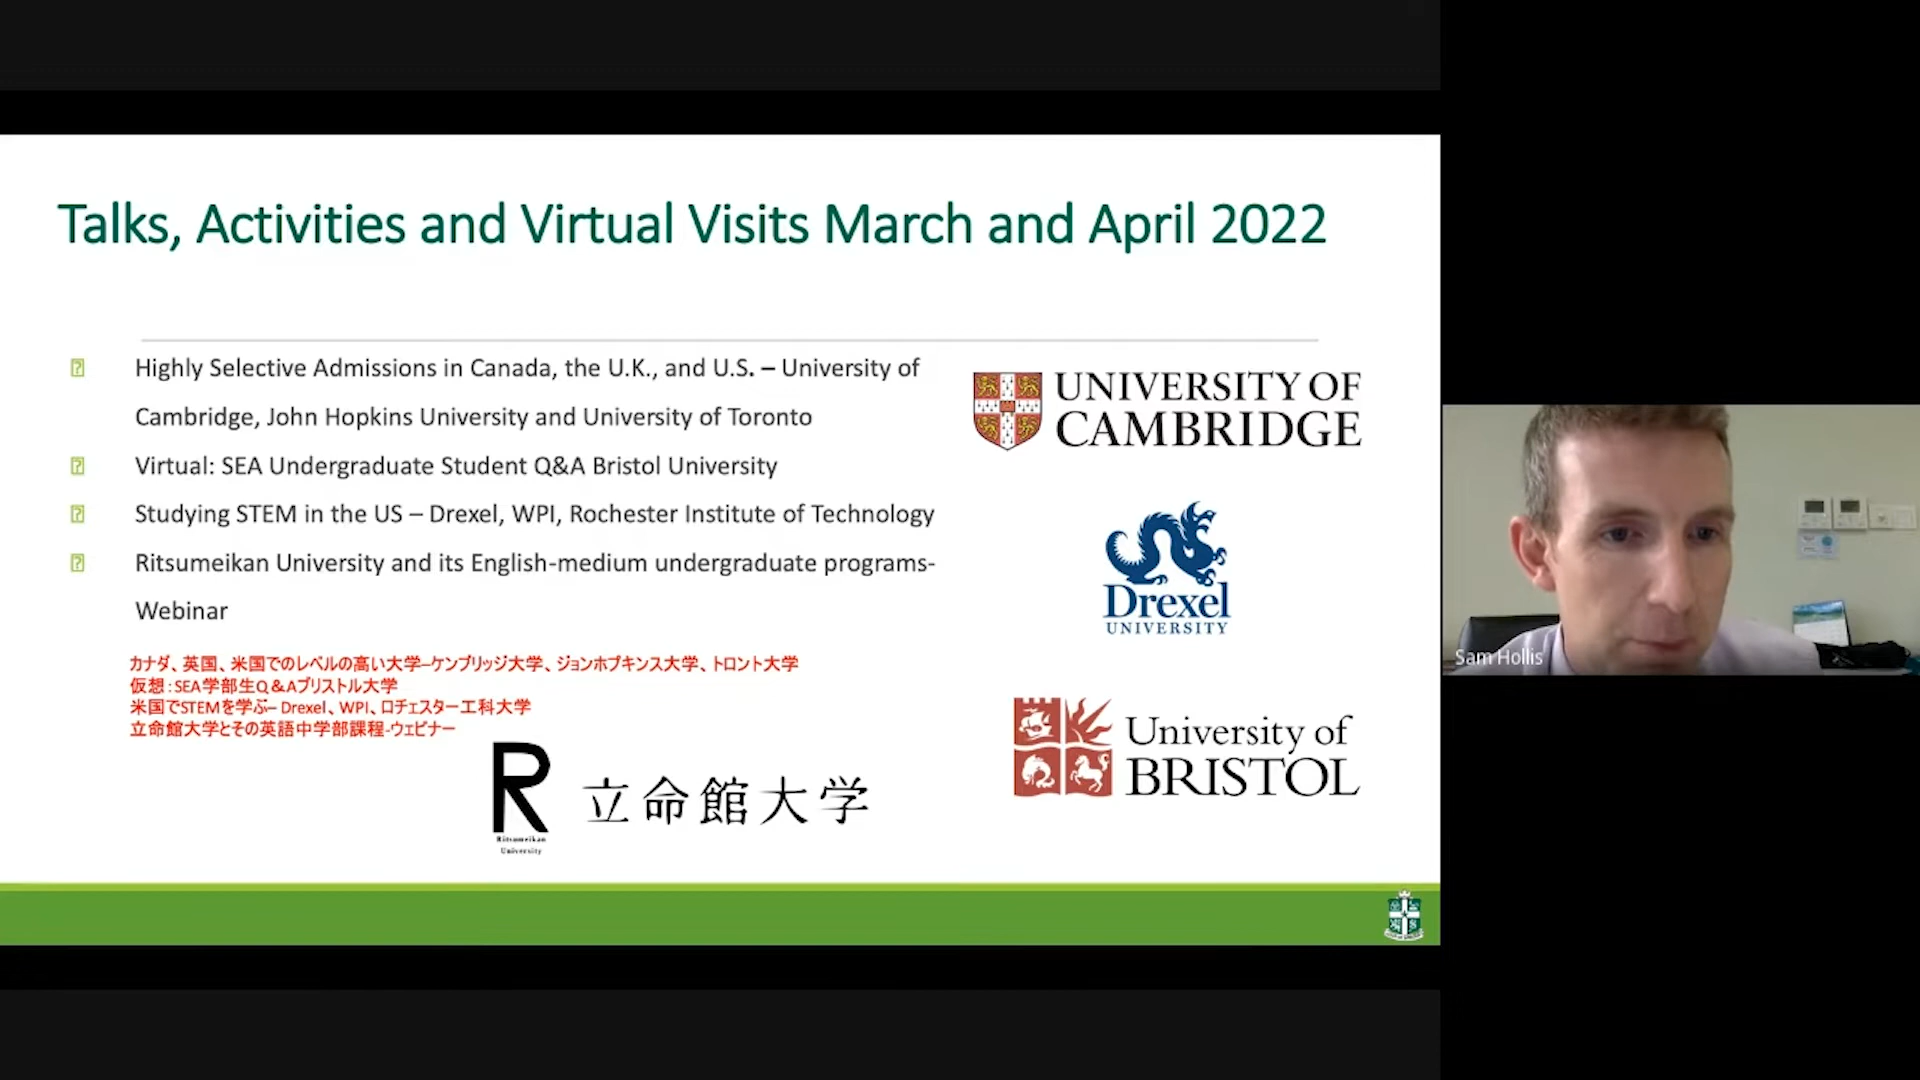 Talks, Activities and Virtual Visits March and April 2022
Highly Selective Admissions in Canada, the U.K., and U.S. – University of
Cambridge, John Hopkins University and University of Toronto
Virtual: SEA Undergraduate Student Q&A Bristol University
Studying STEM in the US – Drexel, WPI, Rochester Institute of Technology
Ritsumeikan University and its English-medium undergraduate programs-
Webinar
カナダ、英国、米国でのレベルの高い大学–ケンブリッジ大学、ジョンホプキンス大学、トロント大学
仮想：SEA学部生Q＆Aブリストル大学
米国でSTEMを学ぶ– Drexel、WPI、ロチェスター工科大学
立命館大学とその英語中学部課程-ウェビナー
R
Ritsumeikan
University
立命館大学
UNIVERSITY OF
CAMBRIDGE
Drexel
UNIVERSITY
University of
BRISTOL
Sam Hollis